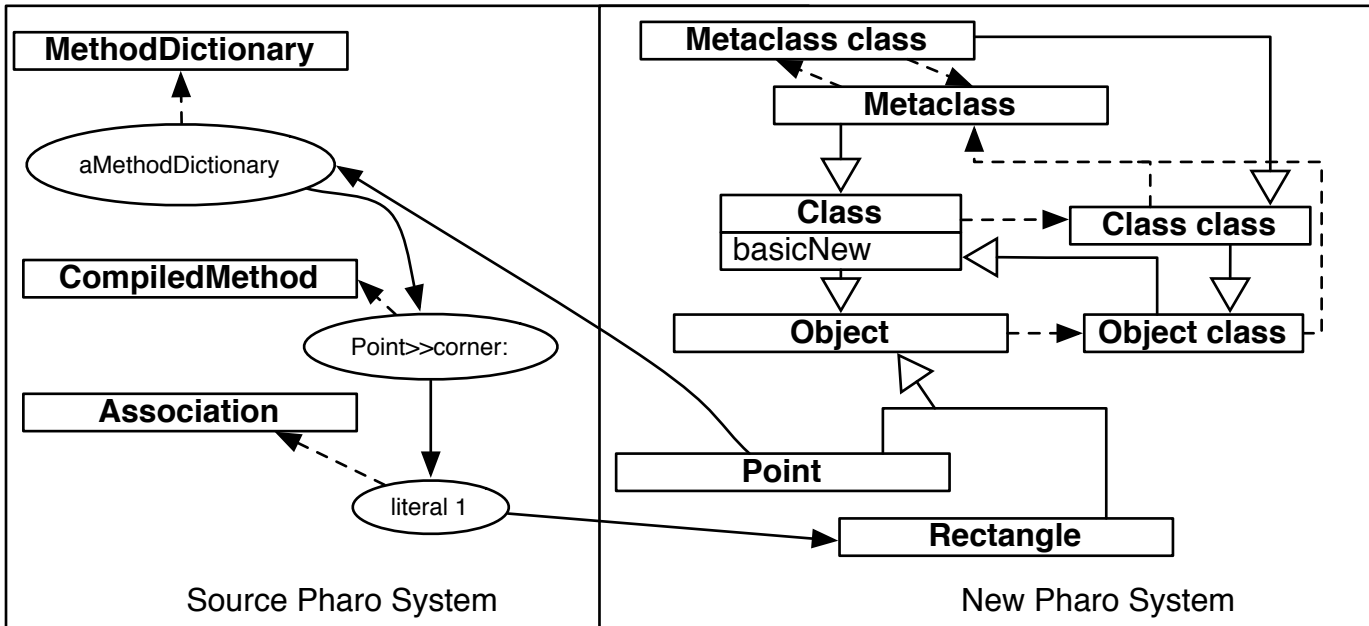 MethodDictionary
aMethodDictionary
CompiledMethod
Point>>corner:
Association
literal 1
Source Pharo System
Metaclass class
Metaclass
Class
basicNew
Class class
Object
Object class
Point
Rectangle
New Pharo System